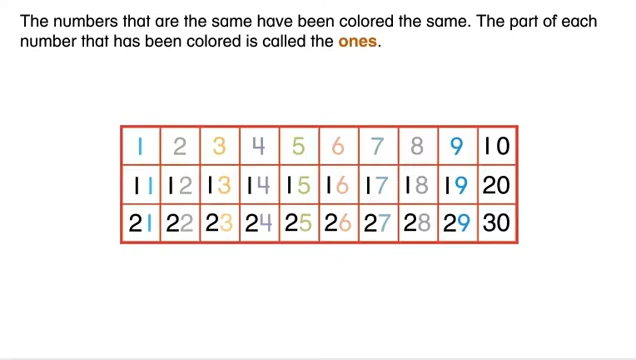 The numbers that are the same have been colored the same. The part of each
number that has been colored is called the ones.
1 2 3 4 5 6 7 8 9 10
11 12 13 14 15 16 17 18 19 20
21 22 23 24 25 26 27 28 29 30